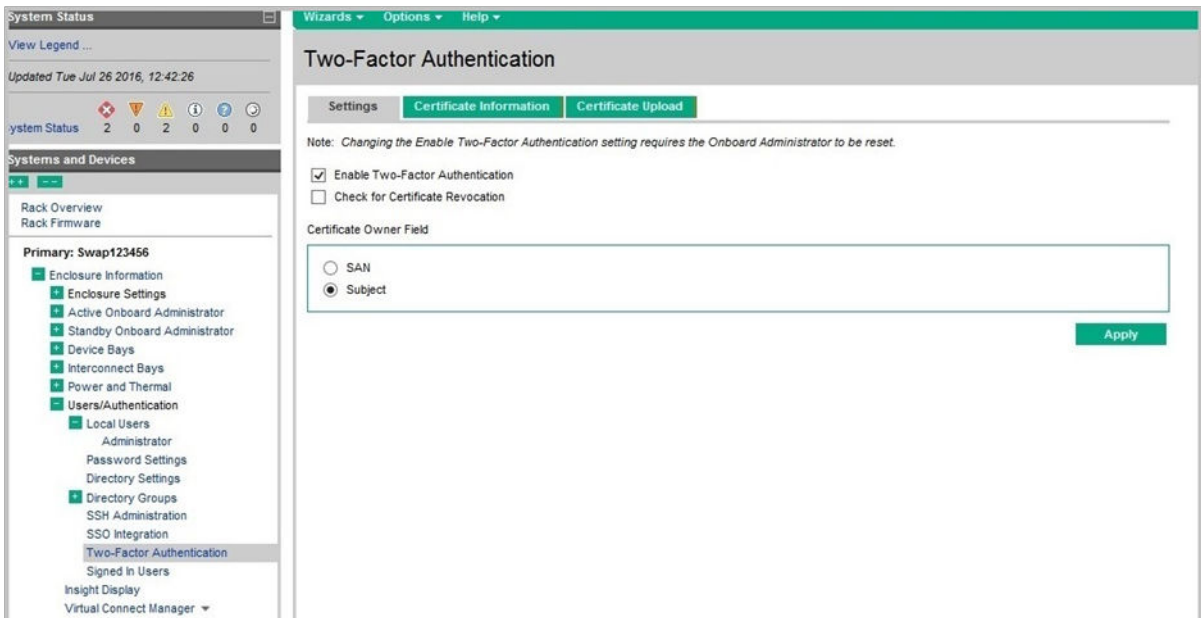 System Status
View Legend ...
Updated Tue Jul 26 2016, 12:42:26
ystem Status 2 0 2 0 0 0
Systems and Devices
++ --
Rack Overview
Rack Firmware
Primary: Swap123456
Enclosure Information
Enclosure Settings
Active Onboard Administrator
Standby Onboard Administrator
Device Bays
Interconnect Bays
Power and Thermal
Users/Authentication
Local Users
Administrator
Password Settings
Directory Settings
Directory Groups
SSH Administration
SSO Integration
Two-Factor Authentication
Signed In Users
Insight Display
Virtual Connect Manager
Wizards Options Help
Two-Factor Authentication
Settings Certificate Information Certificate Upload
Note: Changing the Enable Two-Factor Authentication setting requires the Onboard Administrator to be reset.
Enable Two-Factor Authentication
Check for Certificate Revocation
Certificate Owner Field
SAN
Subject
Apply